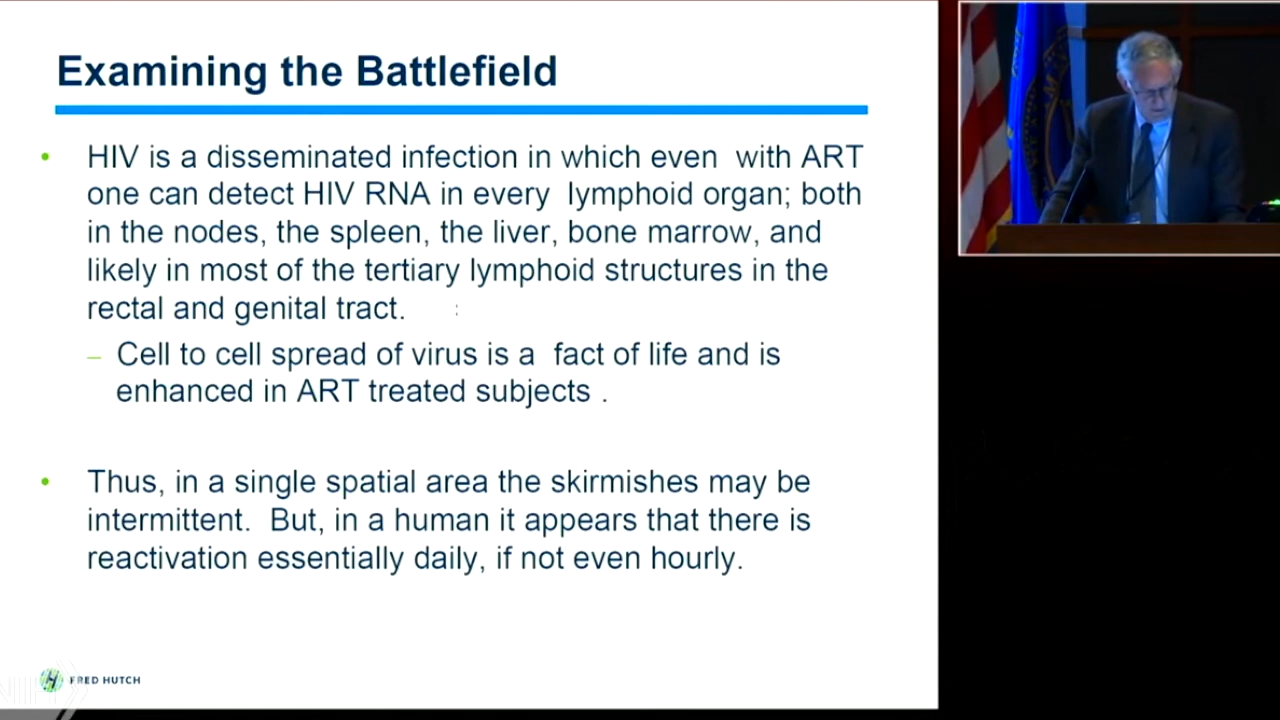 Examining the Battlefield
• HIV is a disseminated infection in which even with ART
one can detect HIV RNA in every lymphoid organ; both
in the nodes, the spleen, the liver, bone marrow, and
likely in most of the tertiary lymphoid structures in the
rectal and genital tract.
– Cell to cell spread of virus is a fact of life and is
enhanced in ART treated subjects .
• Thus, in a single spatial area the skirmishes may be
intermittent. But, in a human it appears that there is
reactivation essentially daily, if not even hourly.
FRED HUTCH
NIH